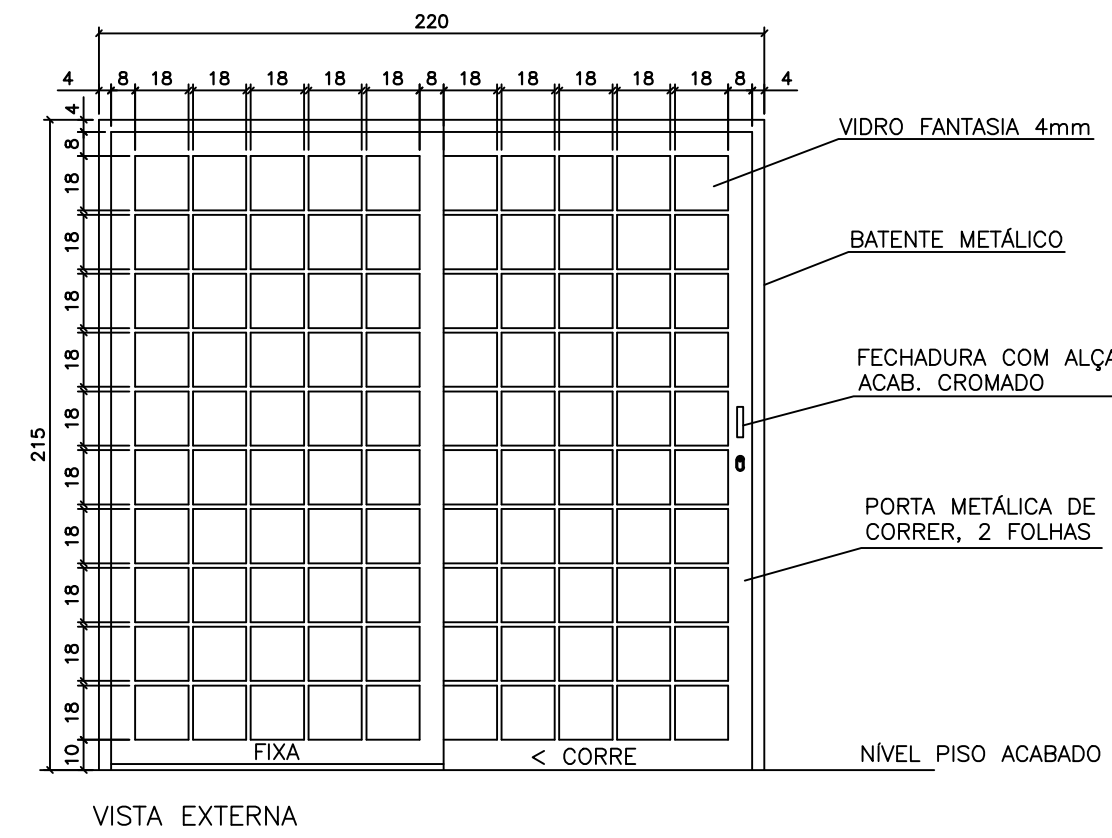 220
4 8 18 18 18 18 18 8 18 18 18 18 18 8 4
4
8
18
18
18
18
18
18
18
18
18
18
10
215
VIDRO FANTASIA 4mm
BATENTE METÁLICO
FECHADURA COM ALÇA
ACAB. CROMADO
PORTA METÁLICA DE
CORRER, 2 FOLHAS
FIXA
< CORRE
NÍVEL PISO ACABADO
VISTA EXTERNA